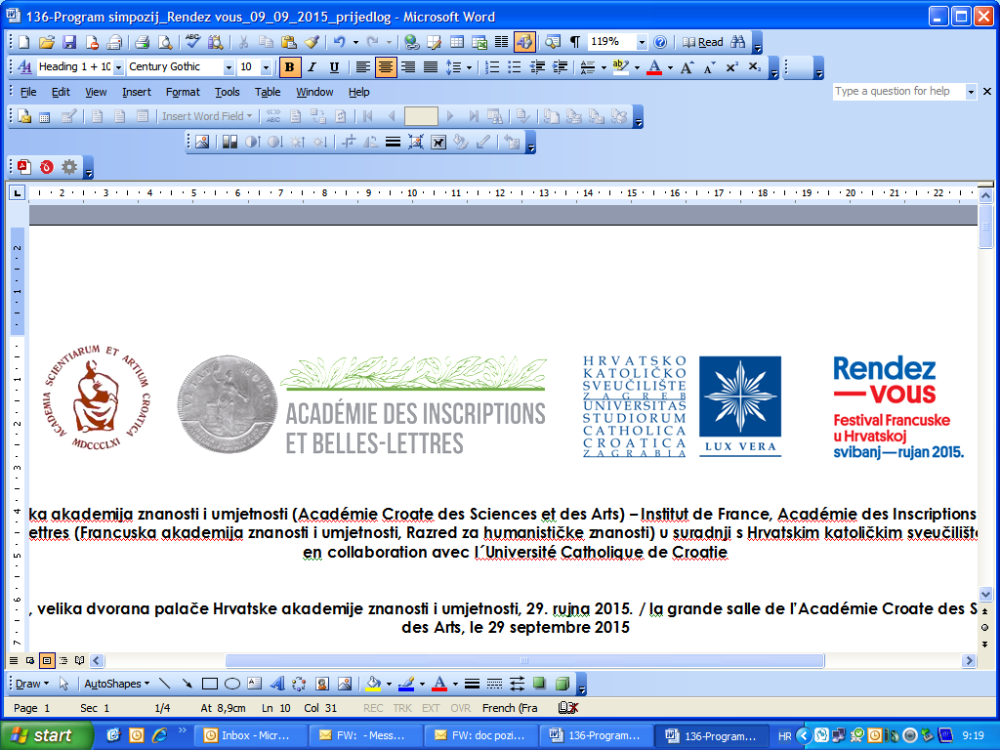 136-Program simpozij_Rendez vous_09_09_2015_prijedlog - Microsoft Word
119% Read
Heading 1 + 10 Century Gothic 10 B I U
File Edit View Insert Format Tools Table Window Help Type a question for help
Insert Word Field
2 3 4 5 6 7 8 9 10 11 12 13 14 15 16 17 18 19 20 21 22
ACADEMIA SCIENTIARUM ET ARTIUM CROATICA
MDCCCLXI
ACADÉMIE DES INSCRIPTIONS
ET BELLES-LETTRES
HRVATSKO
KATOLIČKO
SVEUČILIŠTE
ZAGREB
UNIVERSITAS
STUDIORUM
CATHOLICA
CROATICA
ZAGRABIA
LUX VERA
Rendez
—vous
Festival Francuske
u Hrvatskoj
svibanj—rujan 2015.
ka akademija znanosti i umjetnosti (Académie Croate des Sciences et des Arts) – Institut de France, Académie des Inscriptions
ettres (Francuska akademija znanosti i umjetnosti, Razred za humanističke znanosti) u suradnji s Hrvatskim katoličkim sveučilište
en collaboration avec l´Université Catholique de Croatie
, velika dvorana palače Hrvatske akademije znanosti i umjetnosti, 29. rujna 2015. / la grande salle de l'Académie Croate des S
des Arts, le 29 septembre 2015
Draw AutoShapes
Page 1 Sec 1 1/4 At 8,9cm Ln 10 Col 31 REC TRK EXT OVR French (Fra
start Inbox - Micr... FW: - Mess... FW: doc pozi... 136-Program... 136-Program... HR 9:19